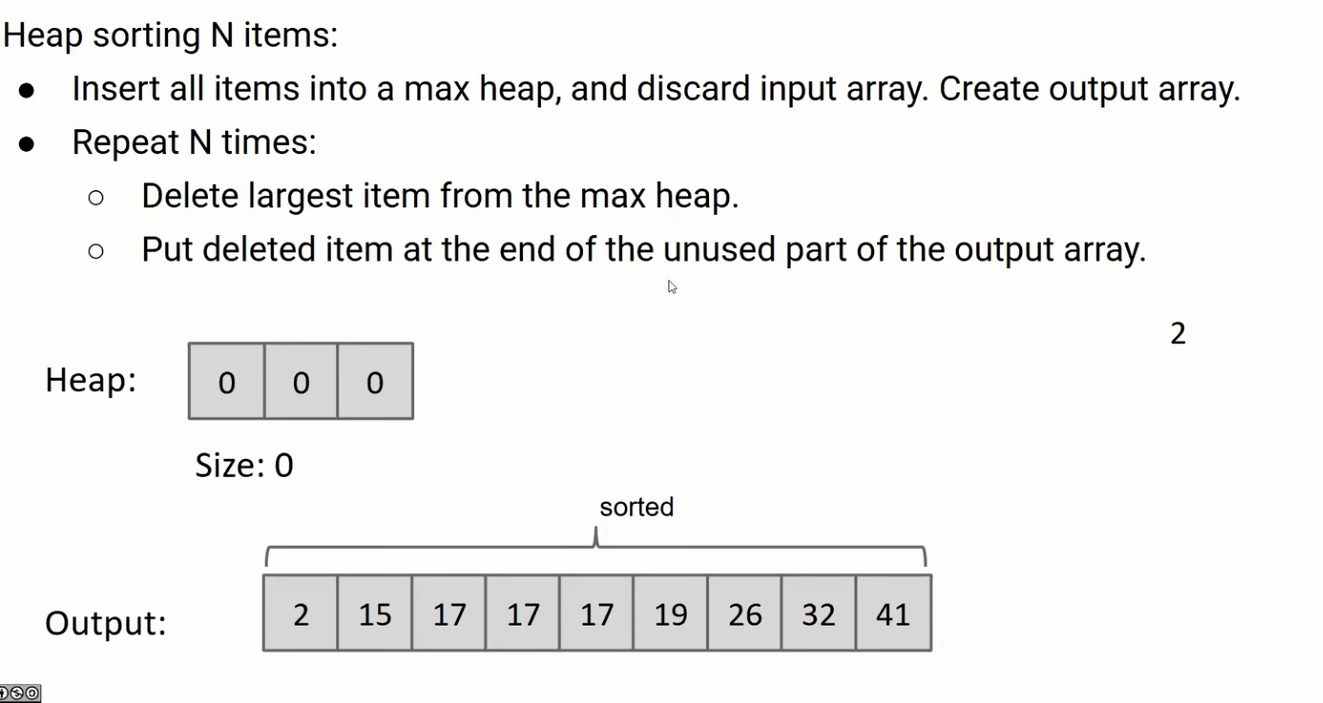 Heap sorting N items:
● Insert all items into a max heap, and discard input array. Create output array.
● Repeat N times:
○ Delete largest item from the max heap.
○ Put deleted item at the end of the unused part of the output array.
2
Heap: 0 0 0
Size: 0
sorted
Output: 2 15 17 17 17 19 26 32 41